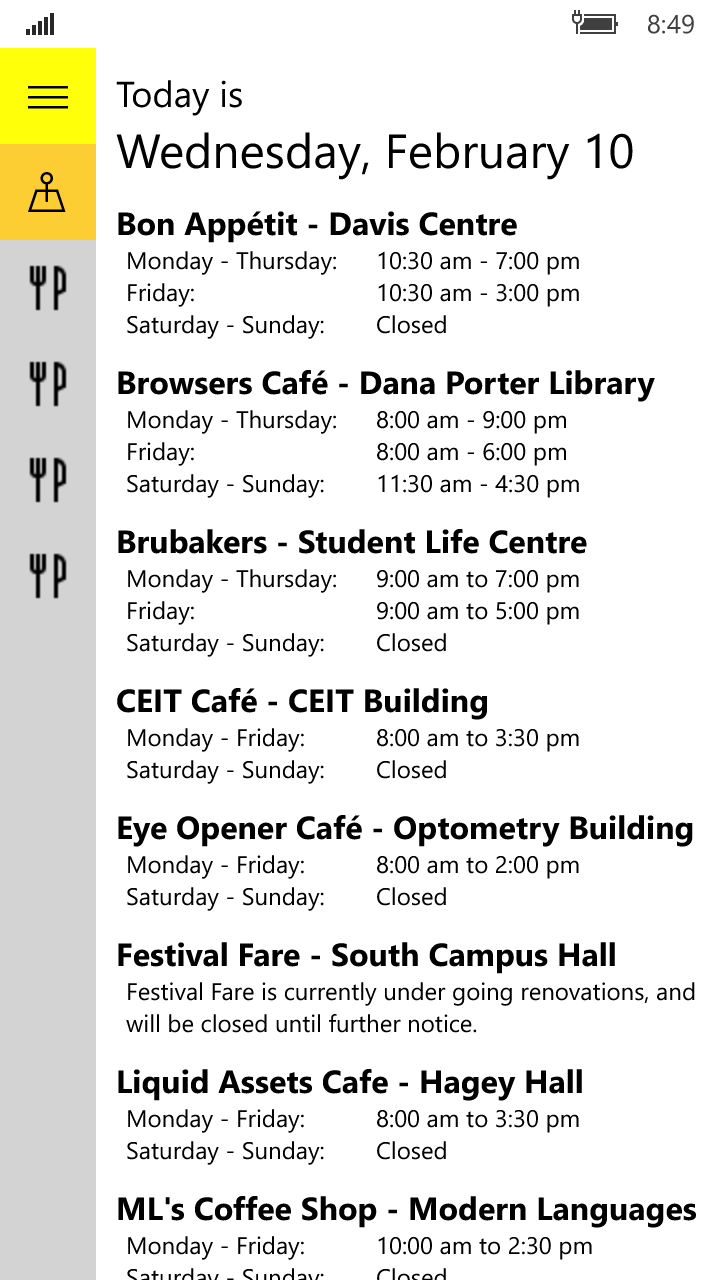 8:49
Today is
Wednesday, February 10
Bon Appétit - Davis Centre
Monday - Thursday: 10:30 am - 7:00 pm
Friday: 10:30 am - 3:00 pm
Saturday - Sunday: Closed
Browsers Café - Dana Porter Library
Monday - Thursday: 8:00 am - 9:00 pm
Friday: 8:00 am - 6:00 pm
Saturday - Sunday: 11:30 am - 4:30 pm
Brubakers - Student Life Centre
Monday - Thursday: 9:00 am to 7:00 pm
Friday: 9:00 am to 5:00 pm
Saturday - Sunday: Closed
CEIT Café - CEIT Building
Monday - Friday: 8:00 am to 3:30 pm
Saturday - Sunday: Closed
Eye Opener Café - Optometry Building
Monday - Friday: 8:00 am to 2:00 pm
Saturday - Sunday: Closed
Festival Fare - South Campus Hall
Festival Fare is currently under going renovations, and
will be closed until further notice.
Liquid Assets Cafe - Hagey Hall
Monday - Friday: 8:00 am to 3:30 pm
Saturday - Sunday: Closed
ML's Coffee Shop - Modern Languages
Monday - Friday: 10:00 am to 2:30 pm
Saturday - Sunday: Closed